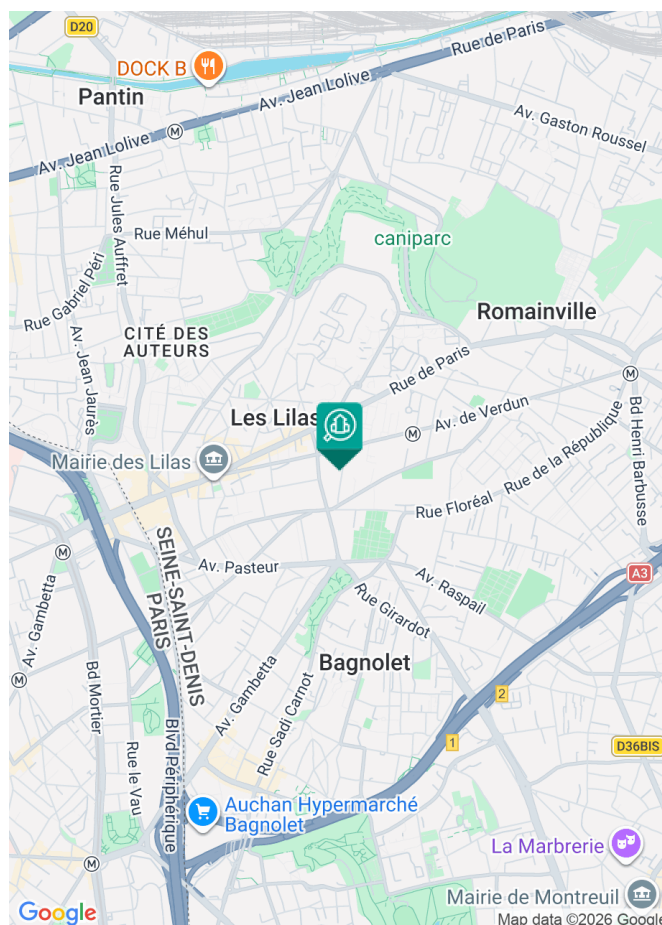 D20
Rue de Paris
DOCK B
Pantin
Av. Jean Lolive
Av. Gaston Roussel
M
Av. Jean Lolive
Rue Jules Auffret
Rue Méhul
caniparc
Rue Gabriel Péri
Romainville
CITÉ DES
AUTEURS
Av. Jean Jaurès
Rue de Paris
M
Les Lilas
Av. de Verdun
M
Bd Henri Barbusse
Mairie des Lilas
Rue de la République
Rue Floréal
SEINE-SAINT-DENIS
PARIS
M
Av. Pasteur
Av. Raspail
A3
Av. Gambetta
Rue Girardot
Bagnolet
M
Bd Mortier
2
Av. Gambetta
Rue Sadi Carnot
1
D36BIS
Rue le Vau
Blvd Périphérique
Auchan Hypermarché
Bagnolet
La Marbrerie
M
Mairie de Montreuil
Google
Map data ©2026 Google